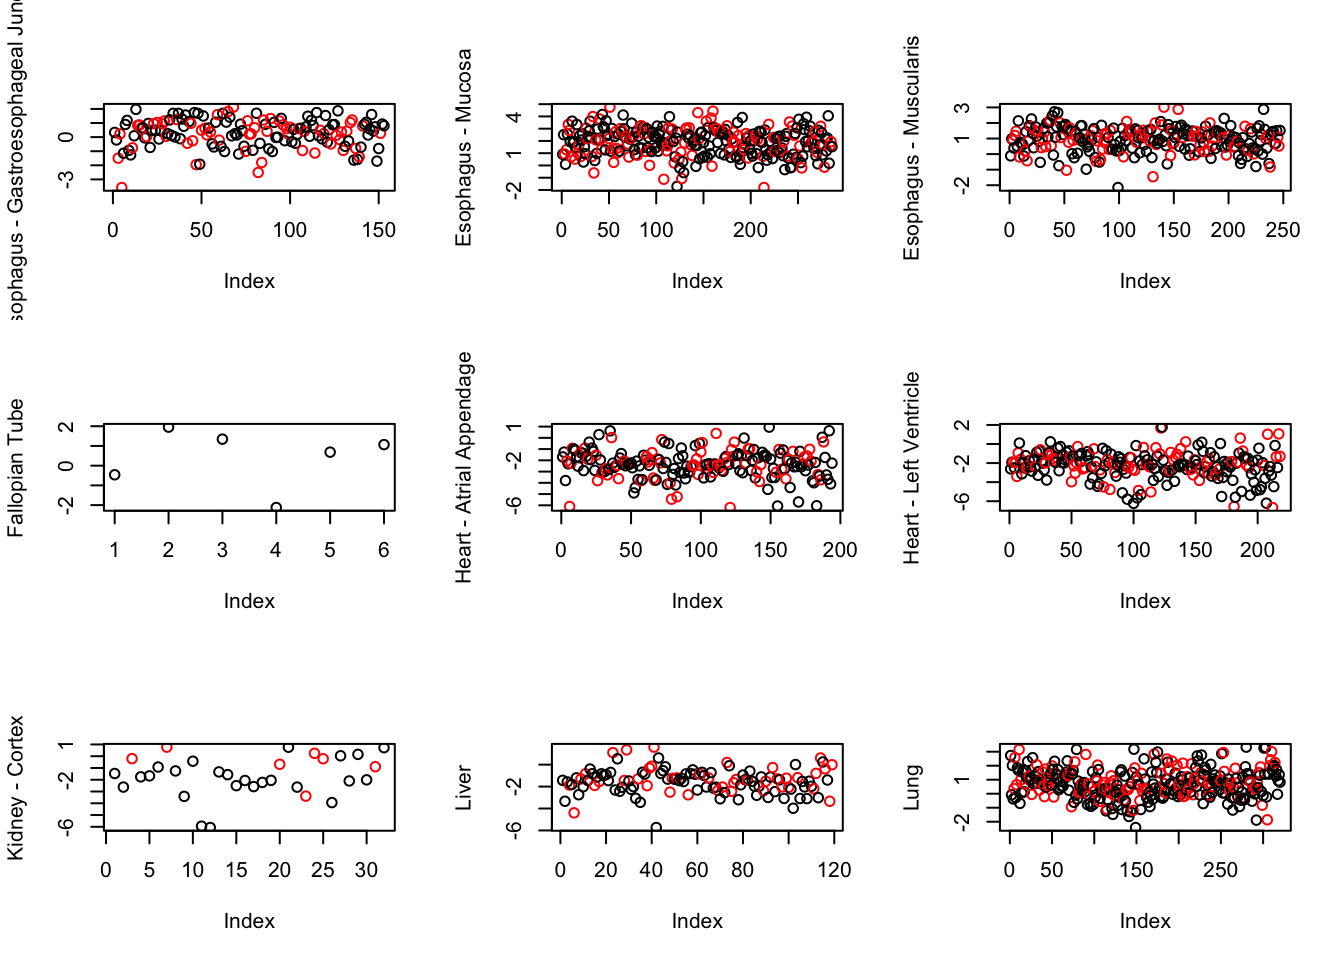 sophagus - Gastroesophageal Junc
0
-3
0 50 100 150
Index
Esophagus - Mucosa
4
1
-2
0 50 100 200
Index
Esophagus - Muscularis
3
1
-2
0 50 100 150 200 250
Index
Fallopian Tube
2
0
-2
1 2 3 4 5 6
Index
Heart - Atrial Appendage
1
-2
-6
0 50 100 150 200
Index
Heart - Left Ventricle
2
-2
-6
0 50 100 150 200
Index
Kidney - Cortex
1
-2
-6
0 5 10 15 20 25 30
Index
Liver
-2
-6
0 20 40 60 80 120
Index
Lung
1
-2
0 50 150 250
Index